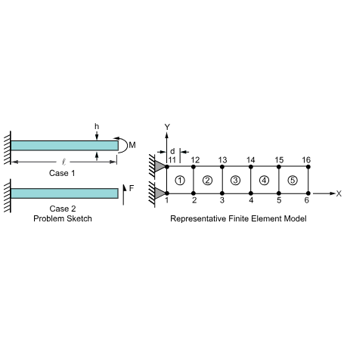 h
M
ℓ
Case 1
F
Case 2
Problem Sketch
Y
d
11 12 13 14 15 16
1 2 3 4 5
X
1 2 3 4 5 6
Representative Finite Element Model